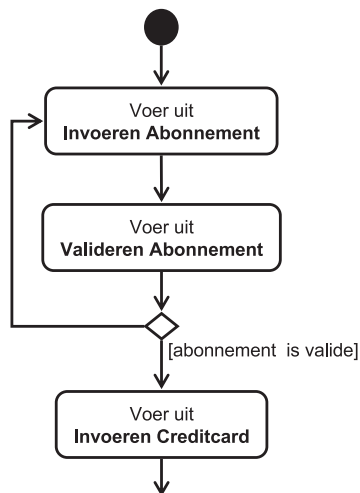 Voer uit
Invoeren Abonnement
Voer uit
Valideren Abonnement
[abonnement is valide]
Voer uit
Invoeren Creditcard